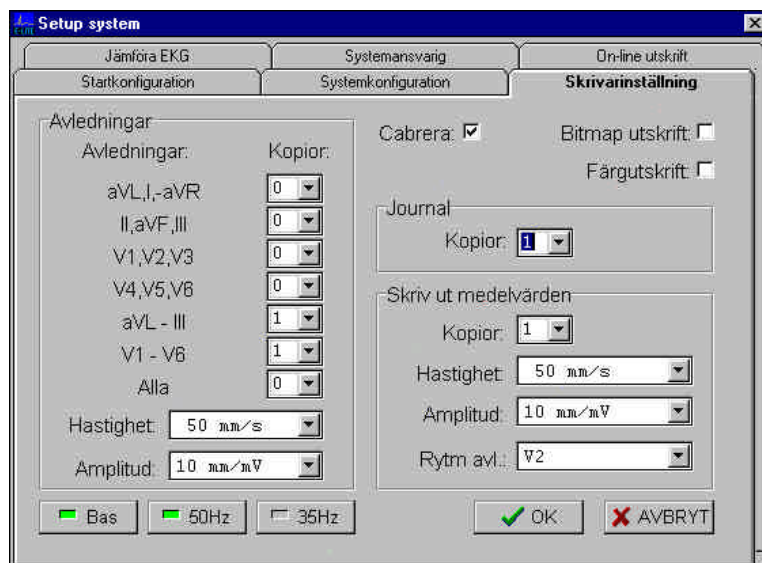 Setup system
Jämföra EKG
Systemansvarig
On-line utskrift
Startkonfiguration
Systemkonfiguration
Skrivarinställning
Avledningar
Avledningar:
Kopior:
aVL,I,-aVR
0
II,aVF,III
0
V1,V2,V3
0
V4,V5,V6
0
aVL - III
1
V1 - V6
1
Alla
0
Hastighet:
50 mm/s
Amplitud:
10 mm/mV
Cabrera:
Bitmap utskrift:
Färgutskrift:
Journal
Kopior:
1
Skriv ut medelvärden
Kopior:
1
Hastighet:
50 mm/s
Amplitud:
10 mm/mV
Rytm avl.:
V2
Bas
50Hz
35Hz
OK
AVBRYT